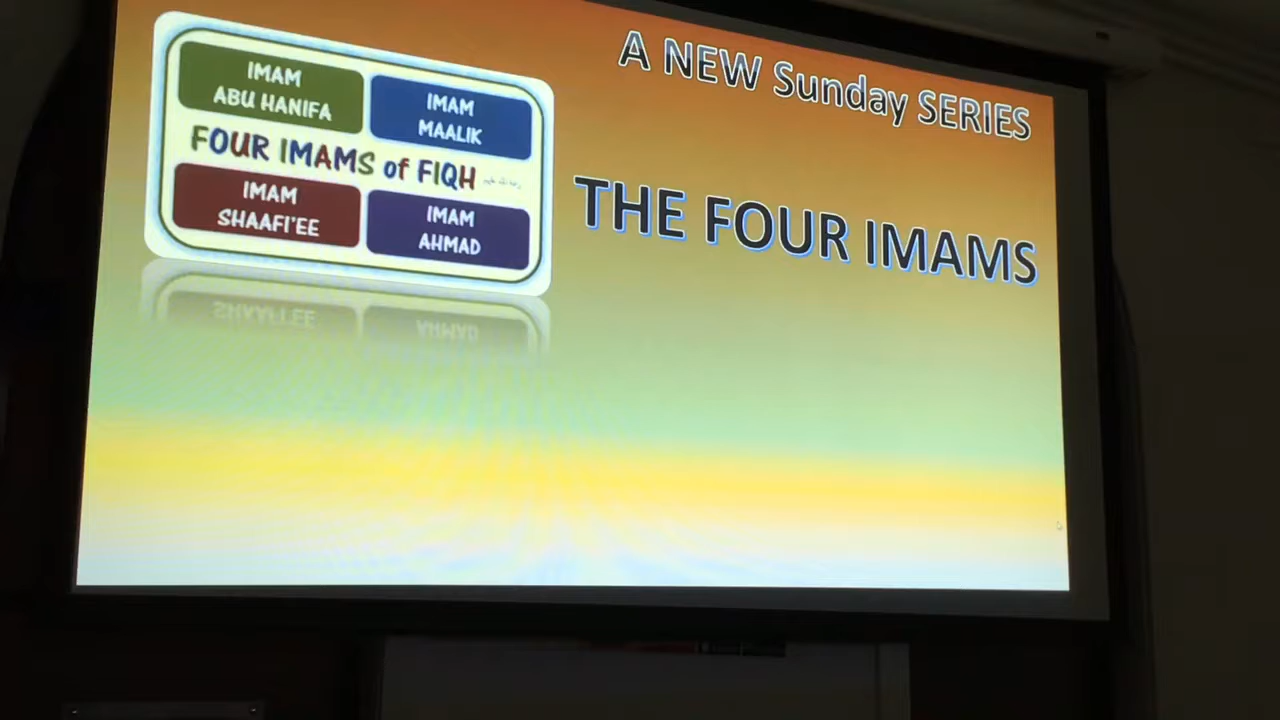 A NEW Sunday SERIES
THE FOUR IMAMS
IMAM
ABU HANIFA
IMAM
MAALIK
FOUR IMAMS of FIQH
IMAM
SHAAFI'EE
IMAM
AHMAD